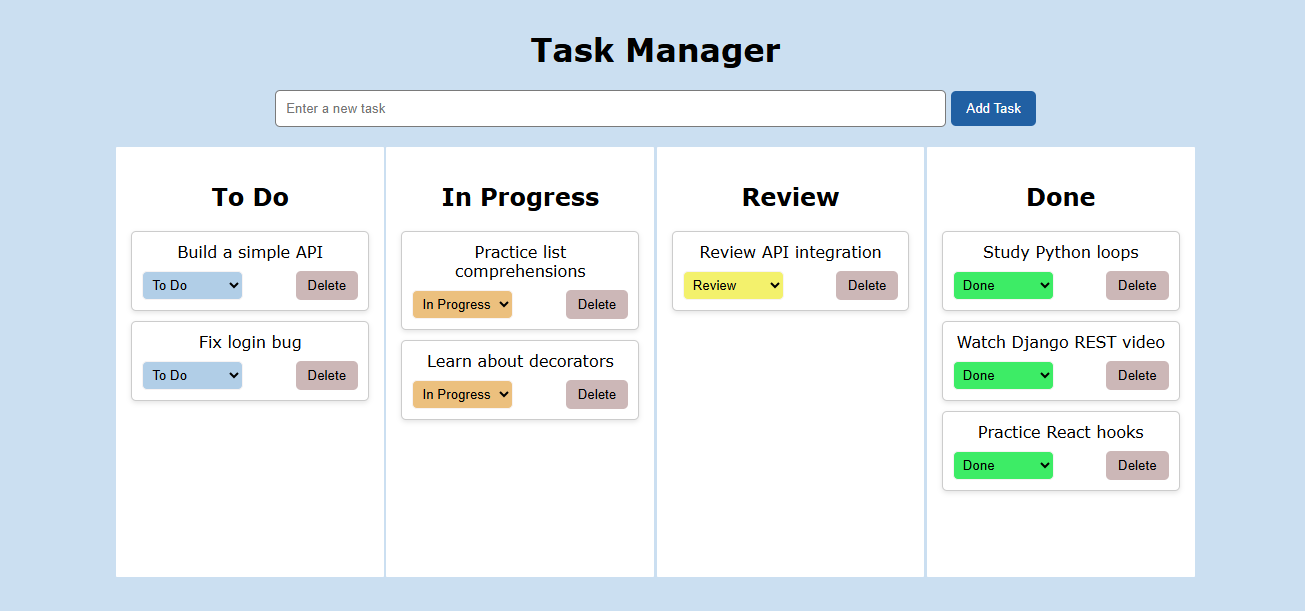 Task Manager
Enter a new task
Add Task
To Do
Build a simple API
To Do
Delete
Fix login bug
To Do
Delete
In Progress
Practice list
comprehensions
In Progress
Delete
Learn about decorators
In Progress
Delete
Review
Review API integration
Review
Delete
Done
Study Python loops
Done
Delete
Watch Django REST video
Done
Delete
Practice React hooks
Done
Delete